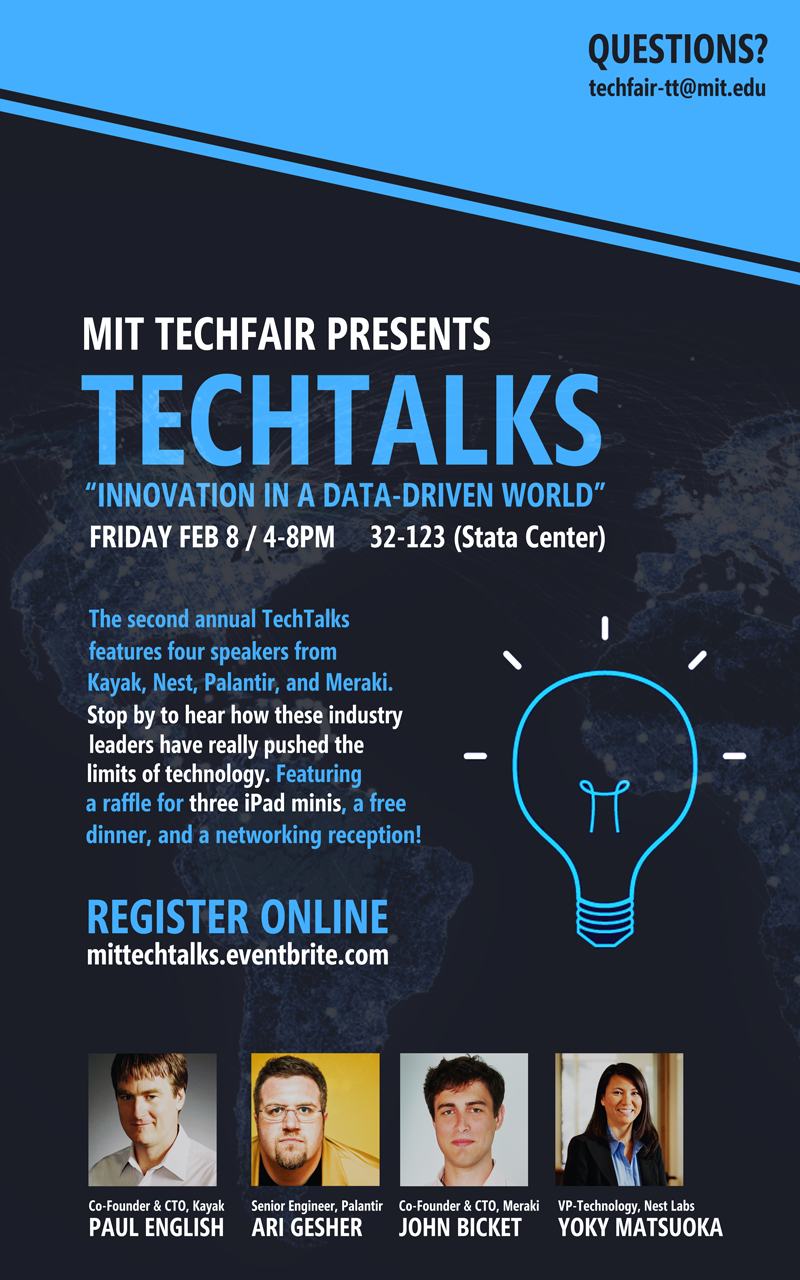 QUESTIONS?
techfair-tt@mit.edu
MIT TECHFAIR PRESENTS
TECHTALKS
“INNOVATION IN A DATA-DRIVEN WORLD”
FRIDAY FEB 8 / 4-8PM 32-123 (Stata Center)
The second annual TechTalks
features four speakers from
Kayak, Nest, Palantir, and Meraki.
Stop by to hear how these industry
leaders have really pushed the
limits of technology. Featuring
a raffle for three iPad minis, a free
dinner, and a networking reception!
REGISTER ONLINE
mittechtalks.eventbrite.com
Co-Founder & CTO, Kayak
PAUL ENGLISH
Senior Engineer, Palantir
ARI GESHER
Co-Founder & CTO, Meraki
JOHN BICKET
VP-Technology, Nest Labs
YOKY MATSUOKA